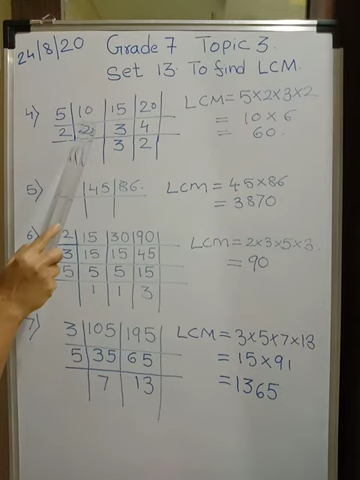 24/8/20 Grade 7 Topic 3.
Set 13. To find LCM.
4) 5 10 15 20 LCM = 5×2×3×2
2 2 3 4 = 10 × 6
3 2 = 60.
5) 45 86. LCM = 45×86
= 3870
6) 2 15 30 90 LCM = 2×3×5×3.
3 15 15 45 = 90
5 5 5 15
1 1 3
7) 3 105 195 LCM = 3×5×7×13
5 35 65 = 15×91
7 13 = 1365